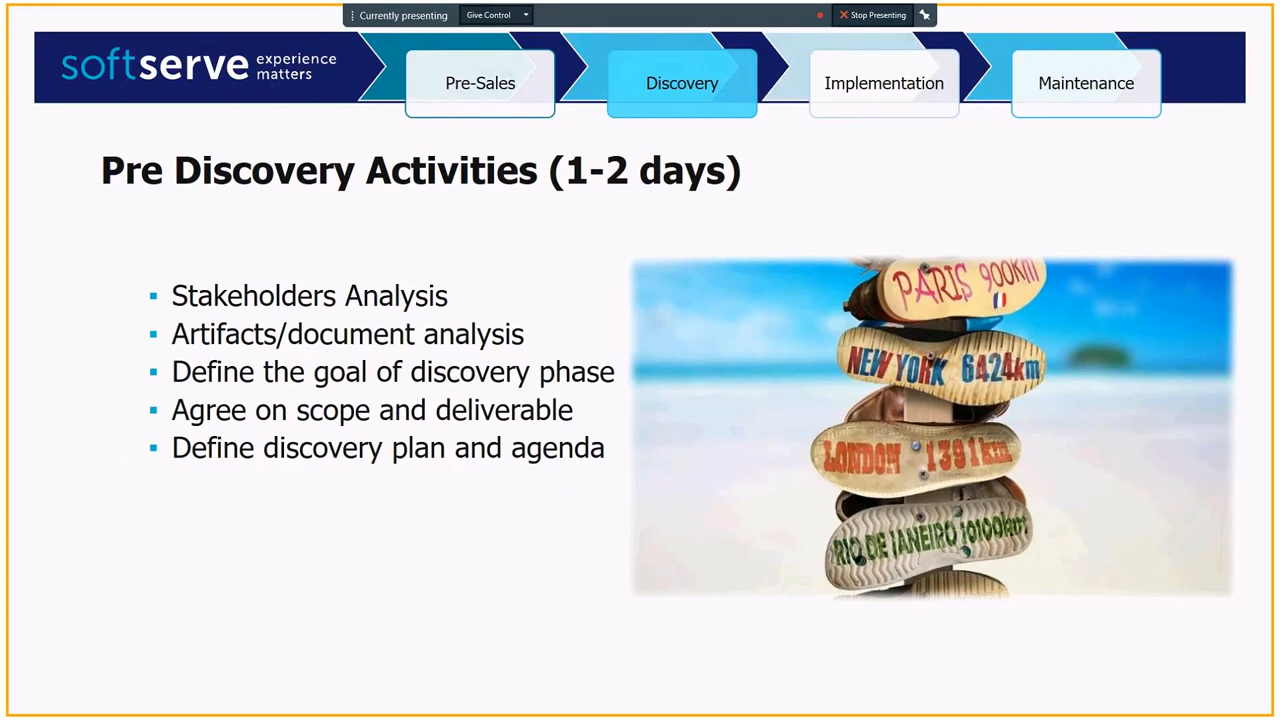 Currently presenting
Give Control
Stop Presenting
softserve experience matters
Pre-Sales
Discovery
Implementation
Maintenance
Pre Discovery Activities (1-2 days)
Stakeholders Analysis
Artifacts/document analysis
Define the goal of discovery phase
Agree on scope and deliverable
Define discovery plan and agenda
PARIS 900km
NEW YORK 6424km
LONDON 1391km
RIO DE JANEIRO 10100km